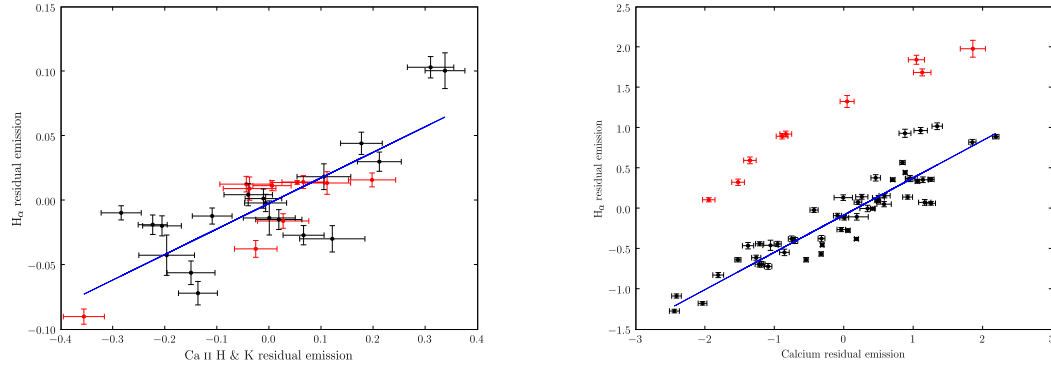 0.15
0.10
0.05
0.00
−0.05
−0.10
Hα residual emission
−0.4 −0.3 −0.2 −0.1 0.0 0.1 0.2 0.3 0.4
Ca II H & K residual emission
2.5
2.0
1.5
1.0
0.5
0.0
−0.5
−1.0
−1.5
Hα residual emission
−3 −2 −1 0 1 2 3
Calcium residual emission